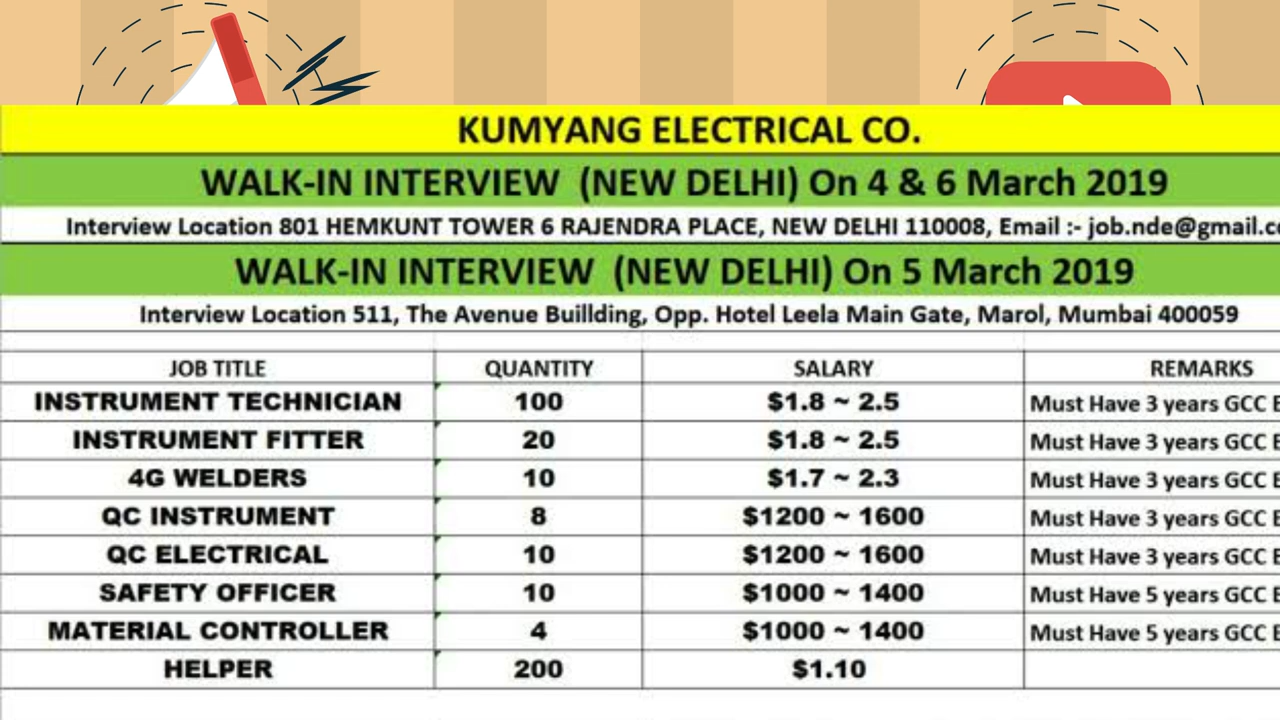 KUMYANG ELECTRICAL CO.
WALK-IN INTERVIEW (NEW DELHI) On 4 & 6 March 2019
Interview Location 801 HEMKUNT TOWER 6 RAJENDRA PLACE, NEW DELHI 110008, Email :- job.nde@gmail.c
WALK-IN INTERVIEW (NEW DELHI) On 5 March 2019
Interview Location 511, The Avenue Buillding, Opp. Hotel Leela Main Gate, Marol, Mumbai 400059
JOB TITLE QUANTITY SALARY REMARKS
INSTRUMENT TECHNICIAN 100 $1.8 ~ 2.5 Must Have 3 years GCC
INSTRUMENT FITTER 20 $1.8 ~ 2.5 Must Have 3 years GCC
4G WELDERS 10 $1.7 ~ 2.3 Must Have 3 years GCC
QC INSTRUMENT 8 $1200 ~ 1600 Must Have 3 years GCC
QC ELECTRICAL 10 $1200 ~ 1600 Must Have 3 years GCC
SAFETY OFFICER 10 $1000 ~ 1400 Must Have 5 years GCC
MATERIAL CONTROLLER 4 $1000 ~ 1400 Must Have 5 years GCC
HELPER 200 $1.10